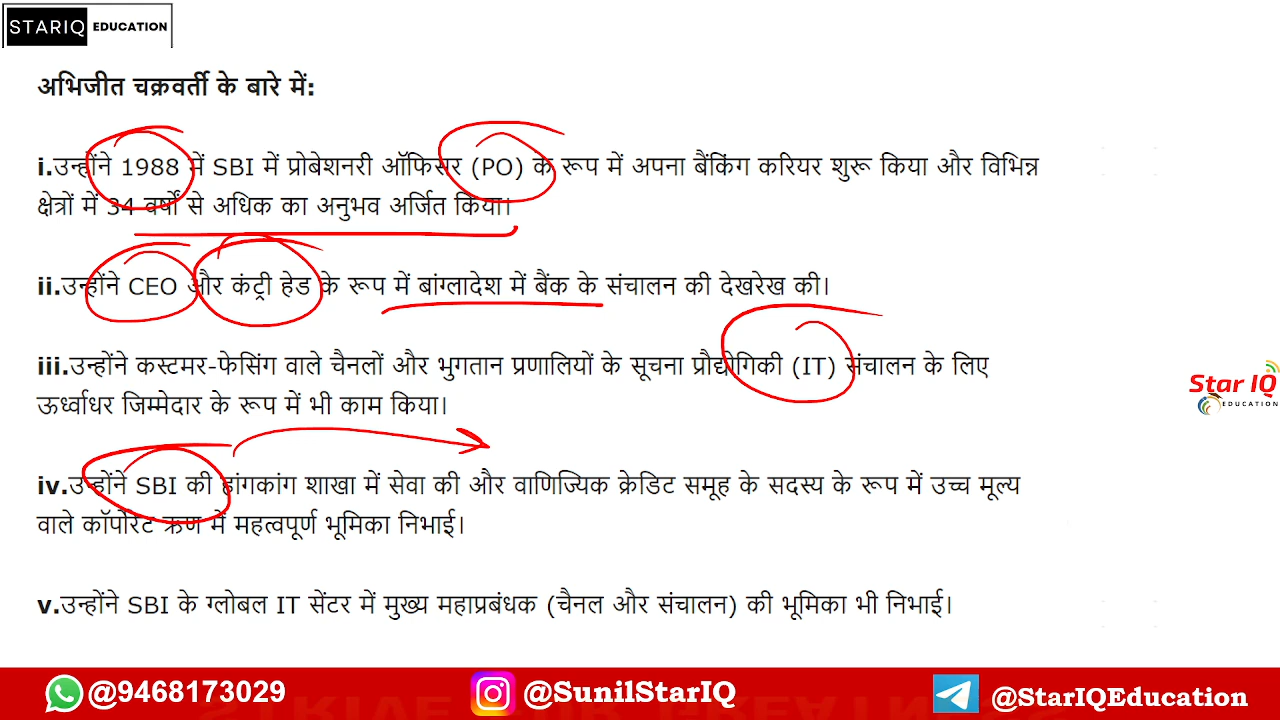 STARIQ EDUCATION
अभिजीत चक्रवर्ती के बारे में:
i.उन्होंने 1988 में SBI में प्रोबेशनरी ऑफिसर (PO) के रूप में अपना बैंकिंग करियर शुरू किया और विभिन्न
क्षेत्रों में 34 वर्षों से अधिक का अनुभव अर्जित किया।
ii.उन्होंने CEO और कंट्री हेड के रूप में बांग्लादेश में बैंक के संचालन की देखरेख की।
iii.उन्होंने कस्टमर-फेसिंग वाले चैनलों और भुगतान प्रणालियों के सूचना प्रौद्योगिकी (IT) संचालन के लिए
ऊर्ध्वाधर जिम्मेदार के रूप में भी काम किया।
Star IQ
EDUCATION
iv.उन्होंने SBI की हांगकांग शाखा में सेवा की और वाणिज्यिक क्रेडिट समूह के सदस्य के रूप में उच्च मूल्य
वाले कॉर्पोरेट ऋण में महत्वपूर्ण भूमिका निभाई।
v.उन्होंने SBI के ग्लोबल IT सेंटर में मुख्य महाप्रबंधक (चैनल और संचालन) की भूमिका भी निभाई।
@9468173029 @SunilStarIQ @StarIQEducation